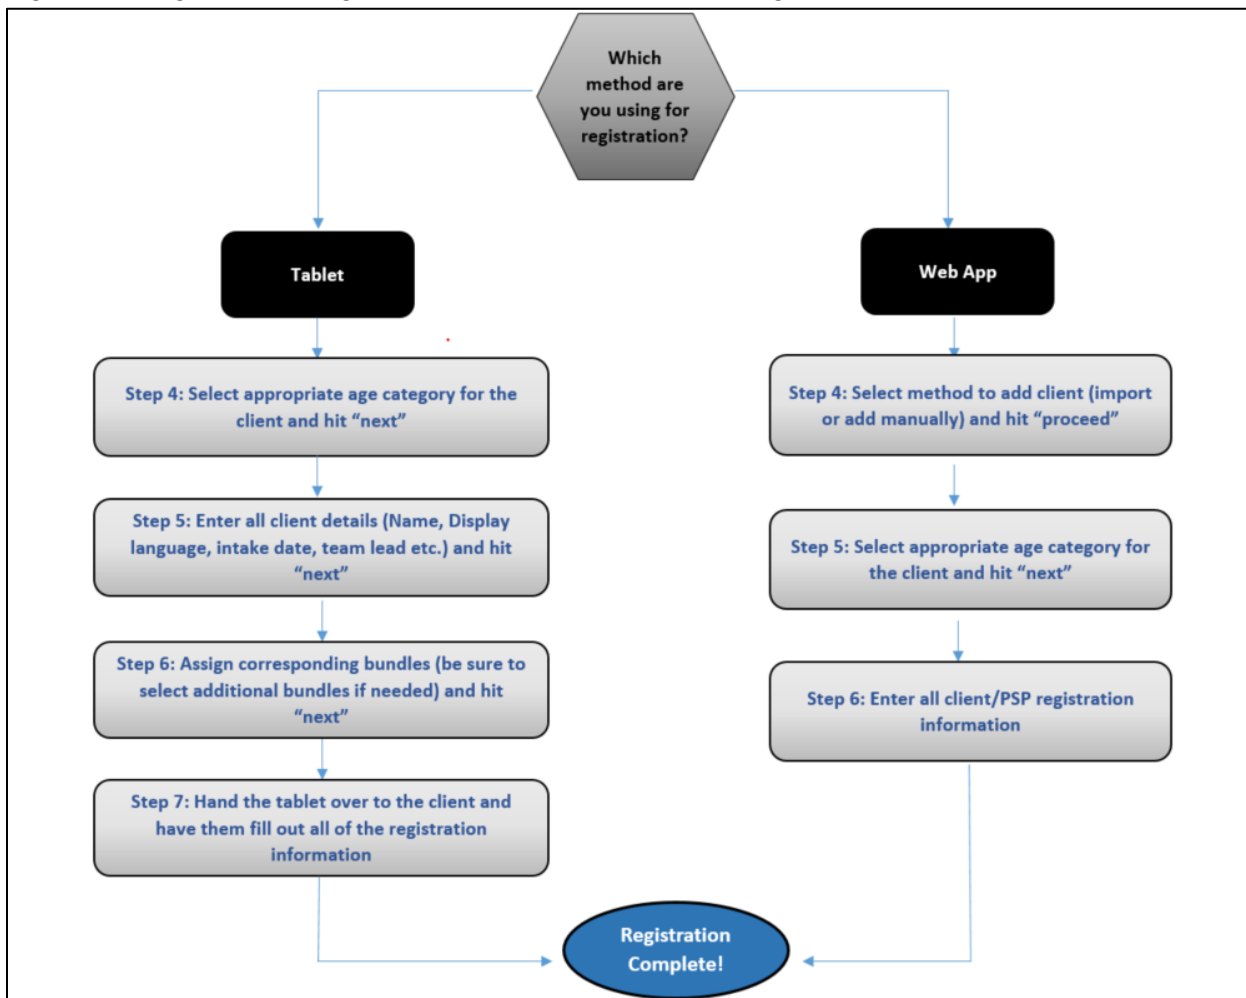 Which
method are
you using for
registration?
Tablet
Step 4: Select appropriate age category for the
client and hit “next”
Step 5: Enter all client details (Name, Display
language, intake date, team lead etc.) and hit
“next”
Step 6: Assign corresponding bundles (be sure to
select additional bundles if needed) and hit
“next”
Step 7: Hand the tablet over to the client and
have them fill out all of the registration
information
Web App
Step 4: Select method to add client (import
or add manually) and hit “proceed”
Step 5: Select appropriate age category for
the client and hit “next”
Step 6: Enter all client/PSP registration
information
Registration
Complete!